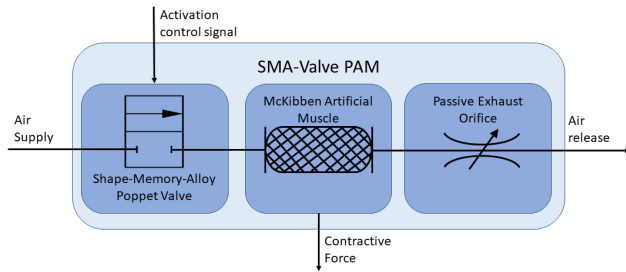 Activation
control signal
SMA-Valve PAM
McKibben Artificial
Muscle
Passive Exhaust
Orifice
Air
Supply
Air
release
Shape-Memory-Alloy
Poppet Valve
Contractive
Force